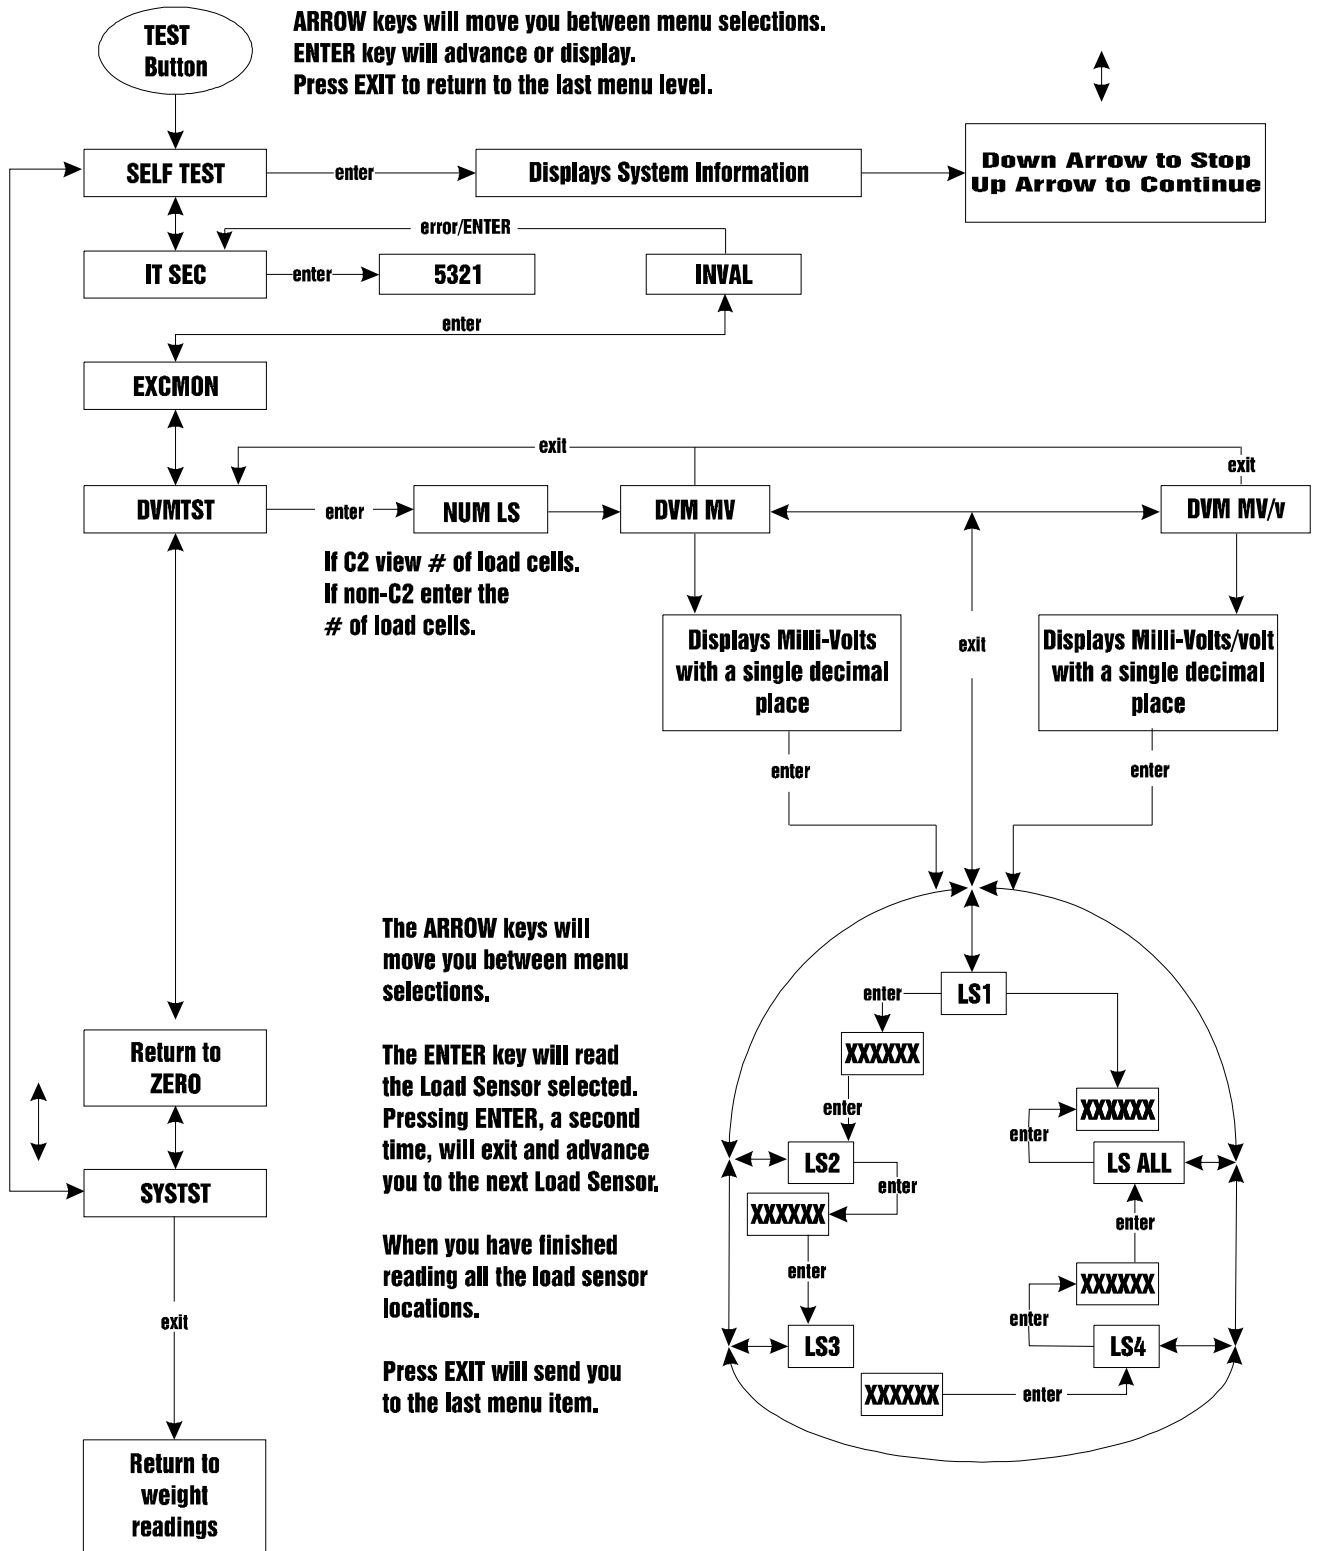 TEST
Button
ARROW keys will move you between menu selections.
ENTER key will advance or display.
Press EXIT to return to the last menu level.
SELF TEST
enter
Displays System Information
Down Arrow to Stop
Up Arrow to Continue
error/ENTER
IT SEC
enter
5321
INVAL
enter
EXCMON
exit
exit
DVMTST
enter
NUM LS
DVM MV
DVM MV/v
If C2 view # of load cells.
If non-C2 enter the
# of load cells.
Displays Milli-Volts
with a single decimal
place
exit
Displays Milli-Volts/volt
with a single decimal
place
enter
enter
The ARROW keys will
move you between menu
selections.
The ENTER key will read
the Load Sensor selected.
Pressing ENTER, a second
time, will exit and advance
you to the next Load Sensor.
When you have finished
reading all the load sensor
locations.
Press EXIT will send you
to the last menu item.
LS1
enter
XXXXXX
enter
LS2
enter
XXXXXX
enter
LS3
XXXXXX
enter
LS4
enter
XXXXXX
enter
LS ALL
enter
XXXXXX
Return to
ZERO
SYSTST
exit
Return to
weight
readings